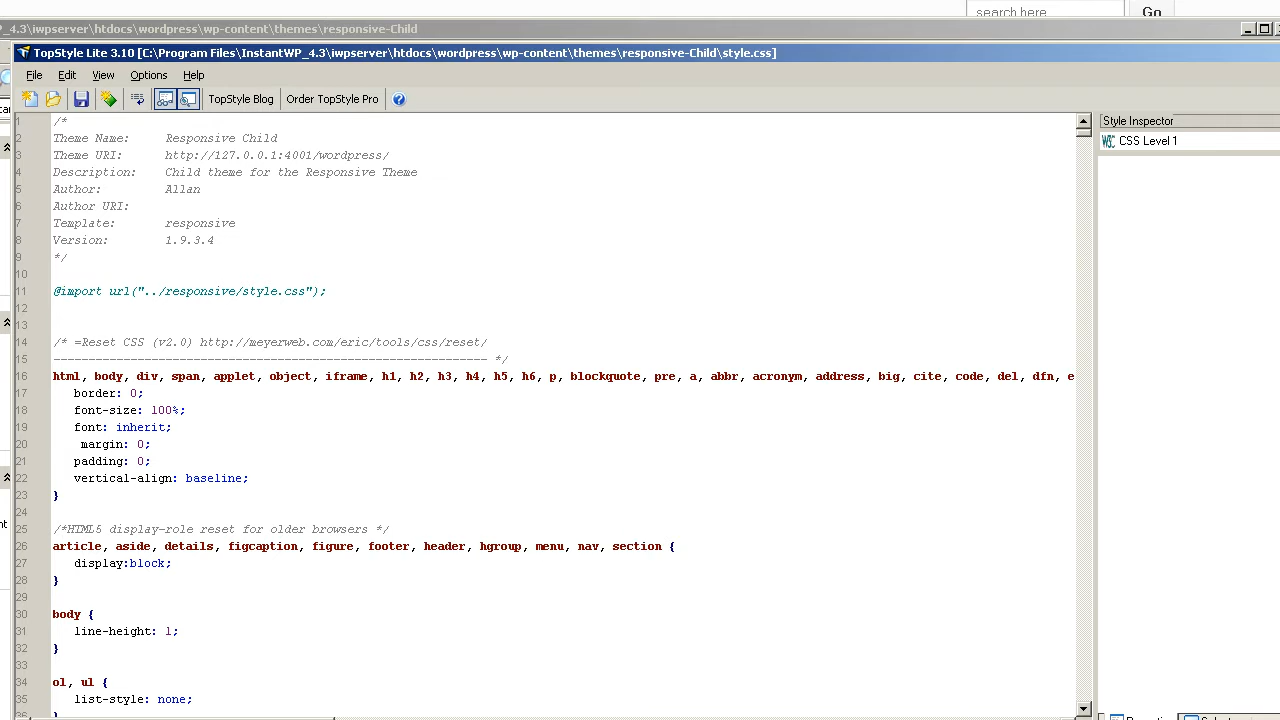 search here Go
_4.3\iwpserver\htdocs\wordpress\wp-content\themes\responsive-Child
TopStyle Lite 3.10 [C:\Program Files\InstantWP_4.3\iwpserver\htdocs\wordpress\wp-content\themes\responsive-Child\style.css]
File Edit View Options Help
TopStyle Blog Order TopStyle Pro
Style Inspector
CSS Level 1
1 /*
2 Theme Name: Responsive Child
3 Theme URI: http://127.0.0.1:4001/wordpress/
4 Description: Child theme for the Responsive Theme
5 Author: Allan
6 Author URI:
7 Template: responsive
8 Version: 1.9.3.4
9 */
10
11 @import url("../responsive/style.css");
12
13
14 /* =Reset CSS (v2.0) http://meyerweb.com/eric/tools/css/reset/
15 -------------------------------------------------------------- */
16 html, body, div, span, applet, object, iframe, h1, h2, h3, h4, h5, h6, p, blockquote, pre, a, abbr, acronym, address, big, cite, code, del, dfn, e
17 border: 0;
18 font-size: 100%;
19 font: inherit;
20 margin: 0;
21 padding: 0;
22 vertical-align: baseline;
23 }
24
25 /*HTML5 display-role reset for older browsers */
26 article, aside, details, figcaption, figure, footer, header, hgroup, menu, nav, section {
27 display:block;
28 }
29
30 body {
31 line-height: 1;
32 }
33
34 ol, ul {
35 list-style: none;
36 }